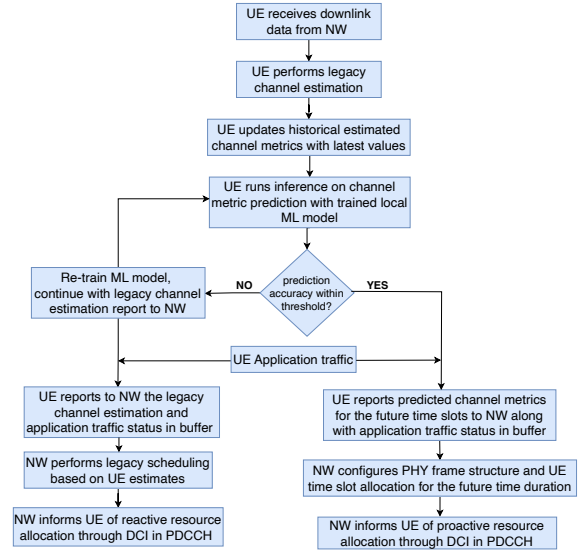 UE receives downlink
data from NW
UE performs legacy
channel estimation
UE updates historical estimated
channel metrics with latest values
UE runs inference on channel
metric prediction with trained local
ML model
prediction
accuracy within
threshold?
NO
YES
Re-train ML model,
continue with legacy channel
estimation report to NW
UE Application traffic
UE reports to NW the legacy
channel estimation and
application traffic status in buffer
NW performs legacy scheduling
based on UE estimates
NW informs UE of reactive resource
allocation through DCI in PDCCH
UE reports predicted channel metrics
for the future time slots to NW along
with application traffic status in buffer
NW configures PHY frame structure and UE
time slot allocation for the future time duration
NW informs UE of proactive resource
allocation through DCI in PDCCH